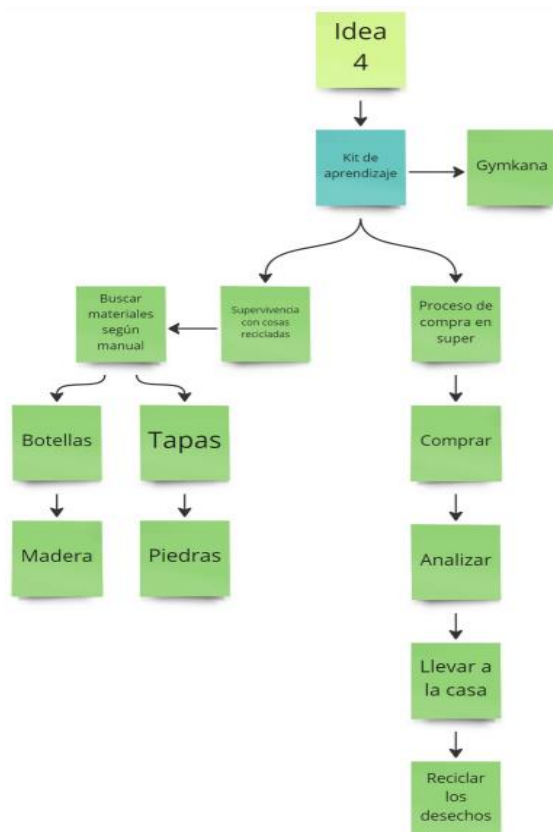 Idea
4
Kit de
aprendizaje
Gymkana
Buscar
materiales
según
manual
Supervivencia
con cosas
recicladas
Proceso de
compra en
super
Botellas
Tapas
Comprar
Madera
Piedras
Analizar
Llevar a
la casa
Reciclar
los
desechos